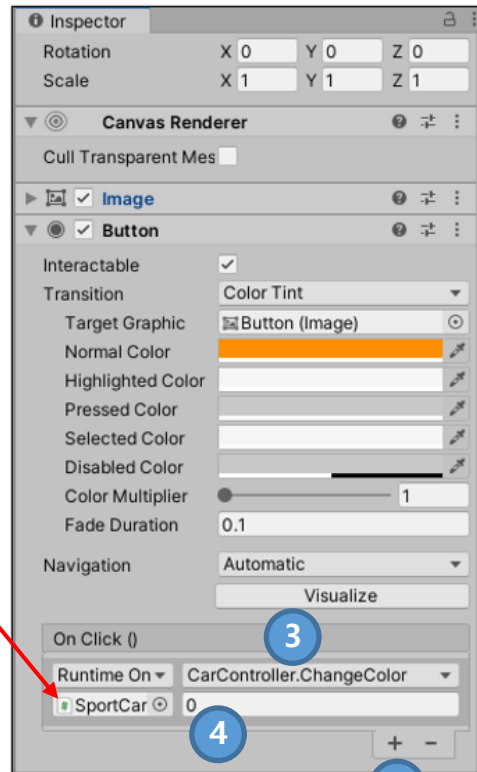 Inspector
Rotation X 0 Y 0 Z 0
Scale X 1 Y 1 Z 1
Canvas Renderer
Cull Transparent Mes
Image
Button
Interactable
Transition Color Tint
Target Graphic Button (Image)
Normal Color
Highlighted Color
Pressed Color
Selected Color
Disabled Color
Color Multiplier 1
Fade Duration 0.1
Navigation Automatic
Visualize
On Click () 3
Runtime On CarController.ChangeColor
SportCar 0
4
+ -